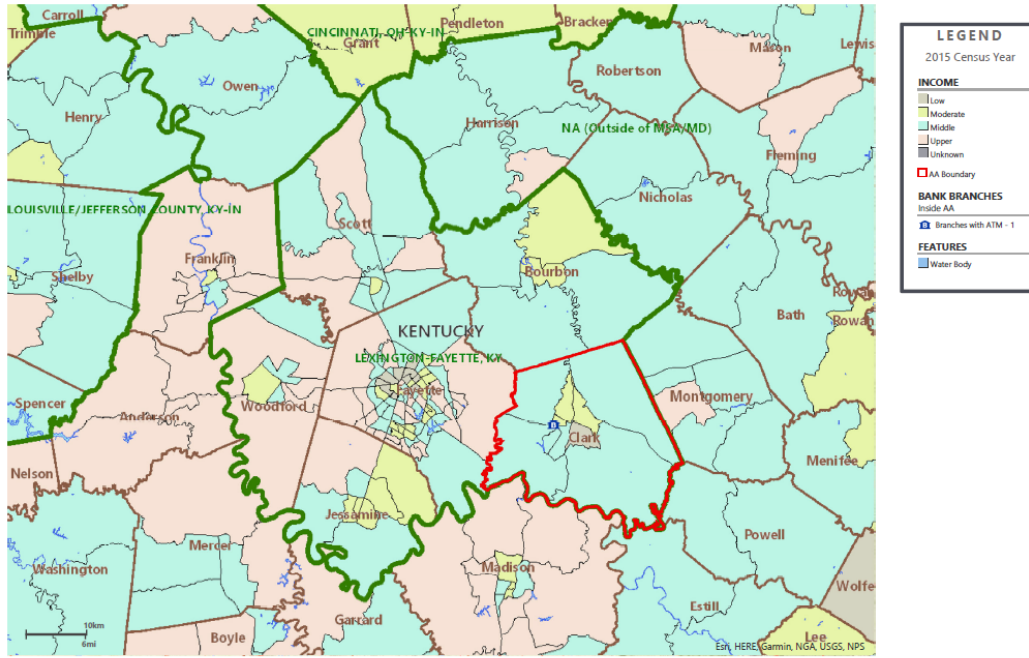 Carroll
Trimble
Pendleton
Bracken
CINCINNATI, OH-KY-IN
Grant
Mason
Lewis
Robertson
Owen
Henry
Harrison
NA (Outside of MSA/MD)
Fleming
Nicholas
LOUISVILLE/JEFFERSON COUNTY, KY-IN
Scott
Franklin
Shelby
Bourbon
Rowan
Rowan
Bath
KENTUCKY
LEXINGTON-FAYETTE, KY
Fayette
Woodford
Montgomery
Spencer
Anderson
Clark
Menifee
Nelson
Jessamine
Powell
Mercer
Madison
Washington
Wolfe
Estill
Garrard
Boyle
Lee
10km
6mi
Esri, HERE, Garmin, NGA, USGS, NPS
LEGEND
2015 Census Year
INCOME
Low
Moderate
Middle
Upper
Unknown
AA Boundary
BANK BRANCHES
Inside AA
Branches with ATM - 1
FEATURES
Water Body